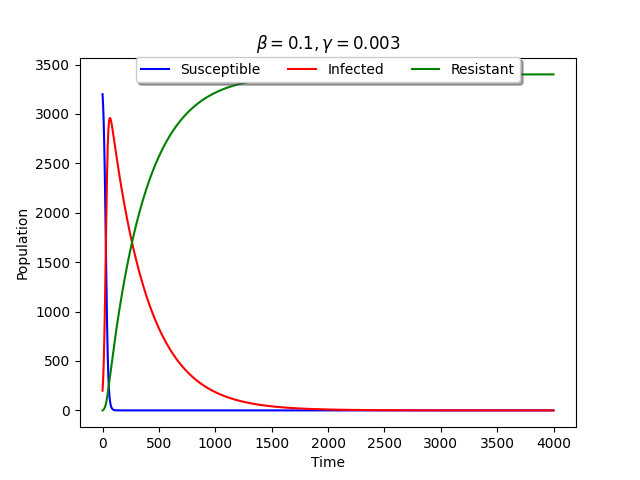 β = 0.1, γ = 0.003
Susceptible Infected Resistant
3500
3000
2500
2000
1500
1000
500
0
Population
0 500 1000 1500 2000 2500 3000 3500 4000
Time